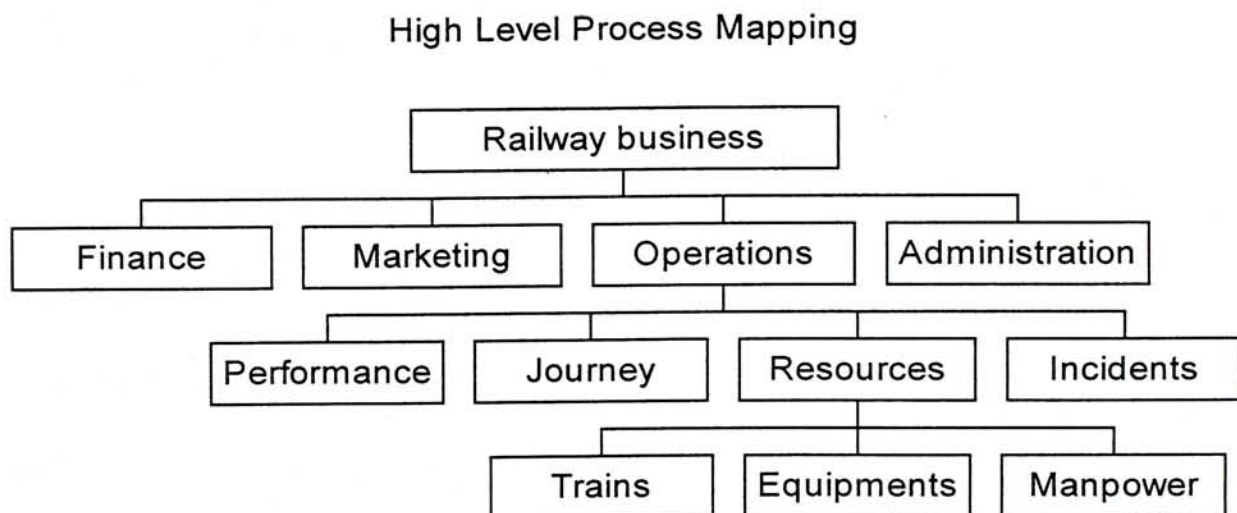 High Level Process Mapping
Railway business
Finance
Marketing
Operations
Administration
Performance
Journey
Resources
Incidents
Trains
Equipments
Manpower